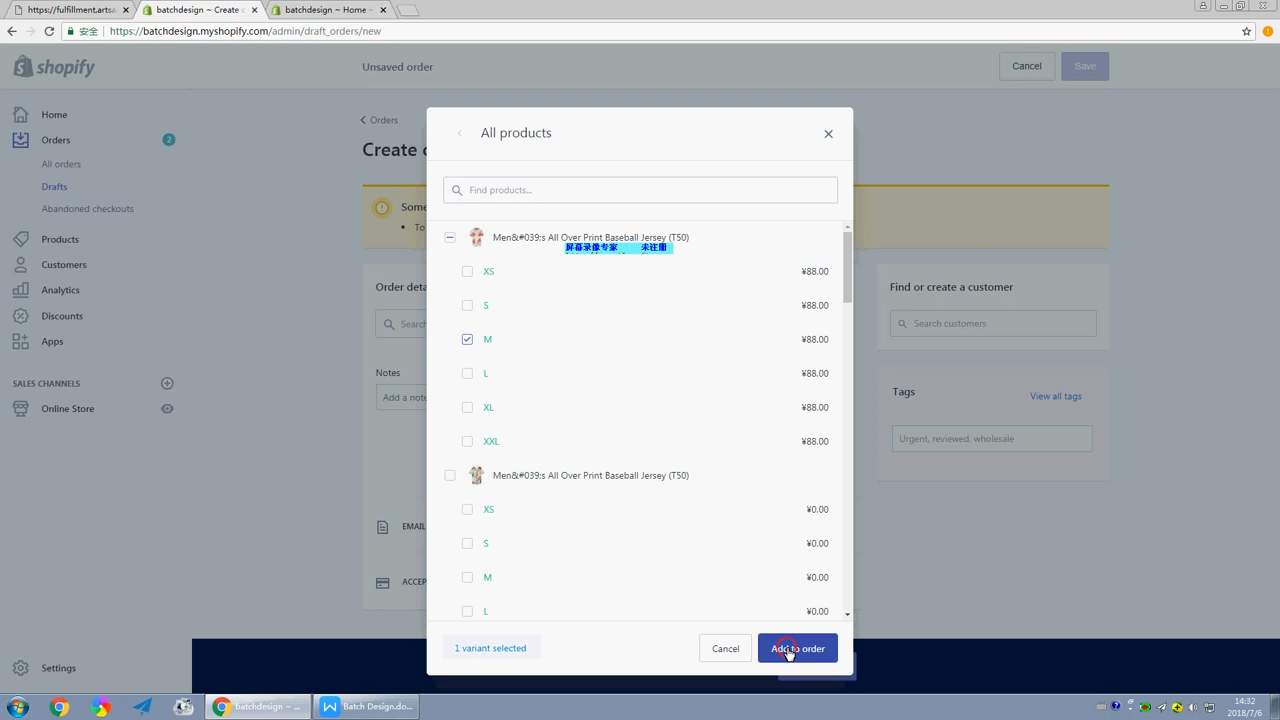 https://fulfillment.artsa
batchdesign ~ Create o
batchdesign ~ Home ~
安全
https://batchdesign.myshopify.com/admin/draft_orders/new
shopify
Unsaved order
Cancel
Save
Home
Orders
2
All orders
Drafts
Abandoned checkouts
Products
Customers
Analytics
Discounts
Apps
SALES CHANNELS
Online Store
Settings
Orders
Create o
Some
To
Order deta
Search
Notes
Add a note
EMAIL
ACCEP
All products
Find products...
Men&#039;s All Over Print Baseball Jersey (T50)
屏幕录像专家 未注册
XS ¥88.00
S ¥88.00
M ¥88.00
L ¥88.00
XL ¥88.00
XXL ¥88.00
Men&#039;s All Over Print Baseball Jersey (T50)
XS ¥0.00
S ¥0.00
M ¥0.00
L ¥0.00
1 variant selected
Cancel
Add to order
Find or create a customer
Search customers
Tags
View all tags
Urgent, reviewed, wholesale
batchdesign ~ ...
Batch Design.do...
14:32
2018/7/6